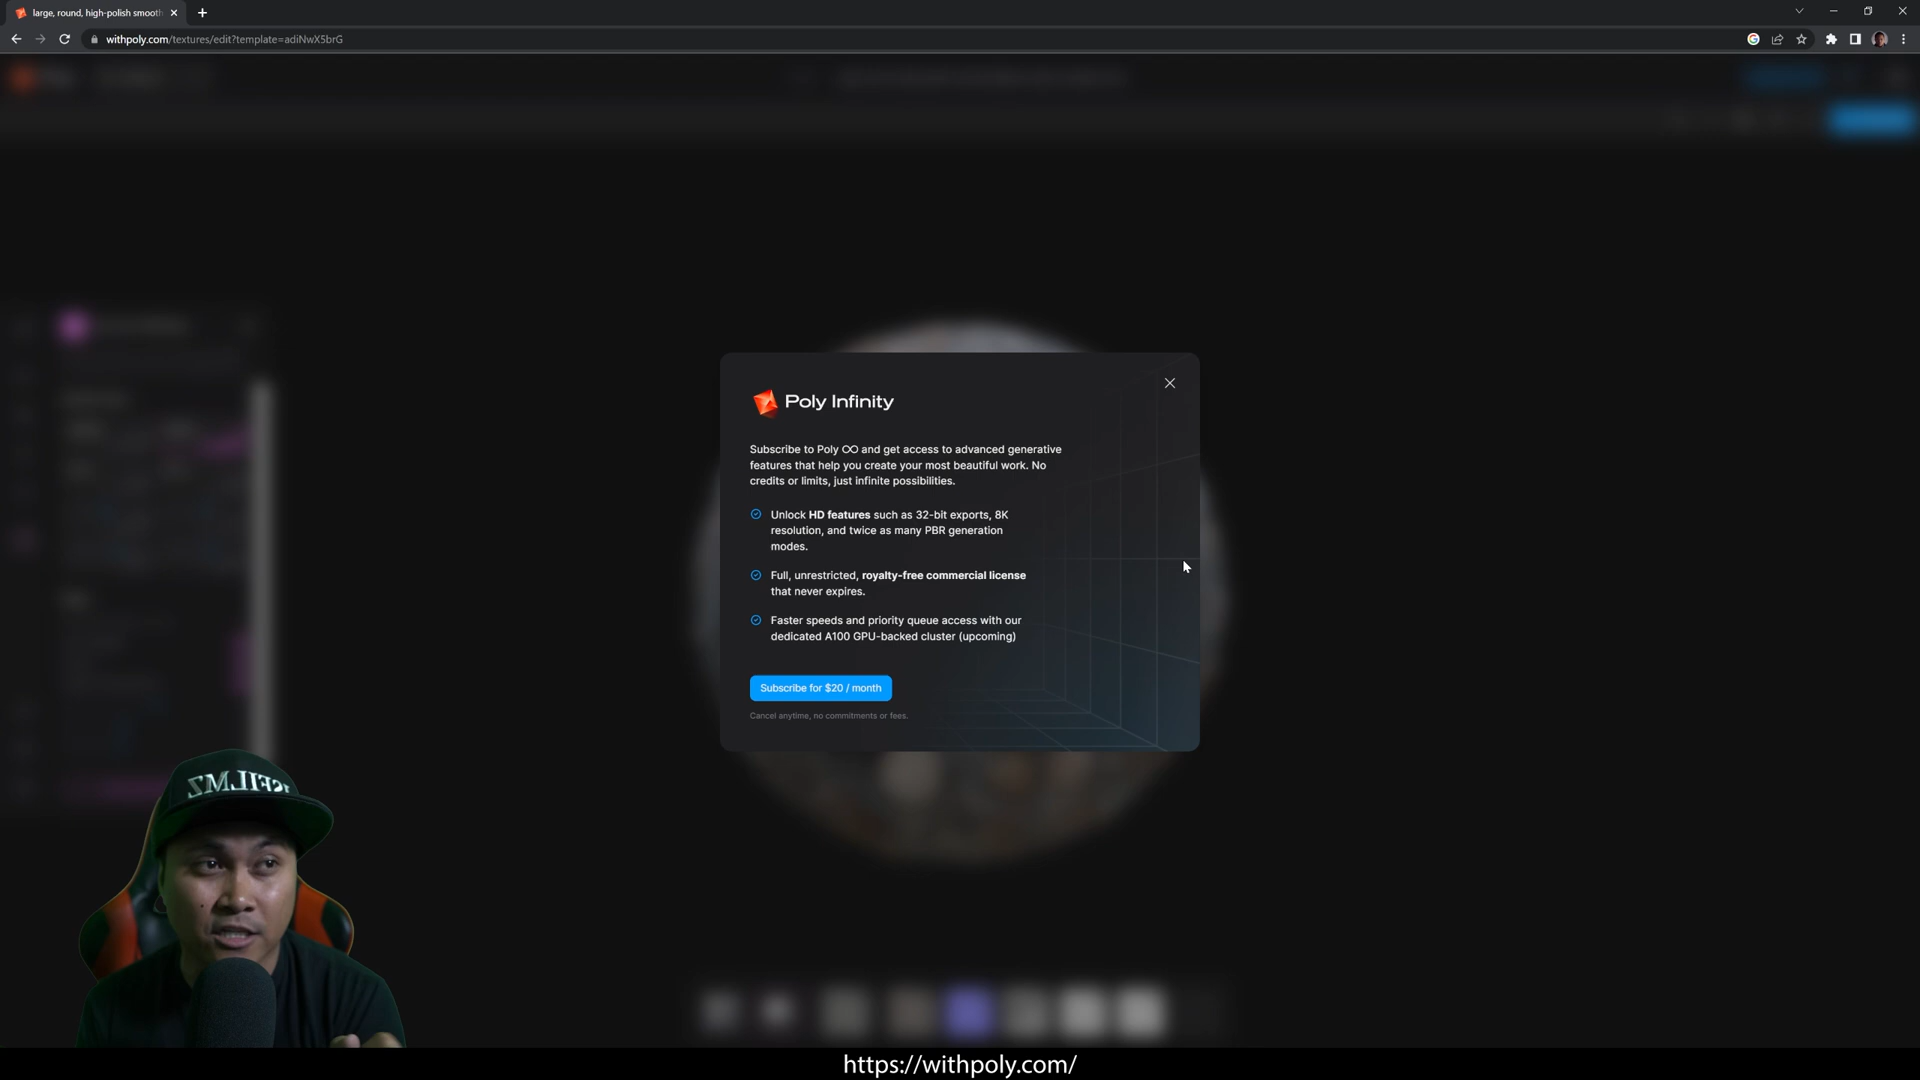 large, round, high-polish smooth
withpoly.com/textures/edit?template=adiNwX5brG
Poly Infinity
Subscribe to Poly ∞ and get access to advanced generative
features that help you create your most beautiful work. No
credits or limits, just infinite possibilities.
Unlock HD features such as 32-bit exports, 8K
resolution, and twice as many PBR generation
modes.
Full, unrestricted, royalty-free commercial license
that never expires.
Faster speeds and priority queue access with our
dedicated A100 GPU-backed cluster (upcoming)
Subscribe for $20 / month
Cancel anytime, no commitments or fees.
https://withpoly.com/